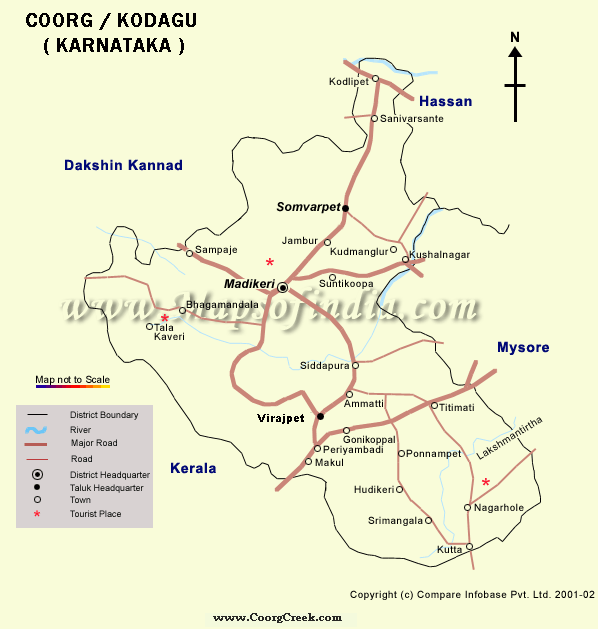 COORG / KODAGU
( KARNATAKA )
N
Kodlipet
Hassan
Sanivarsante
Dakshin Kannad
Somvarpet
Jambur
Kudmanglur
Sampaje
Kushalnagar
Madikeri
Suntikoopa
www.Mapsofindia.com
Bhagamandala
Tala
Kaveri
Mysore
Siddapura
Map not to Scale
Ammatti
Titimati
Virajpet
District Boundary
River
Major Road
Road
District Headquarter
Taluk Headquarter
Town
Tourist Place
Gonikoppal
Lakshmantirtha
Periyambadi
Ponnampet
Kerala
Makul
Hudikeri
Nagarhole
Srimangala
Kutta
Copyright (c) Compare Infobase Pvt. Ltd. 2001-02
www.CoorgCreek.com